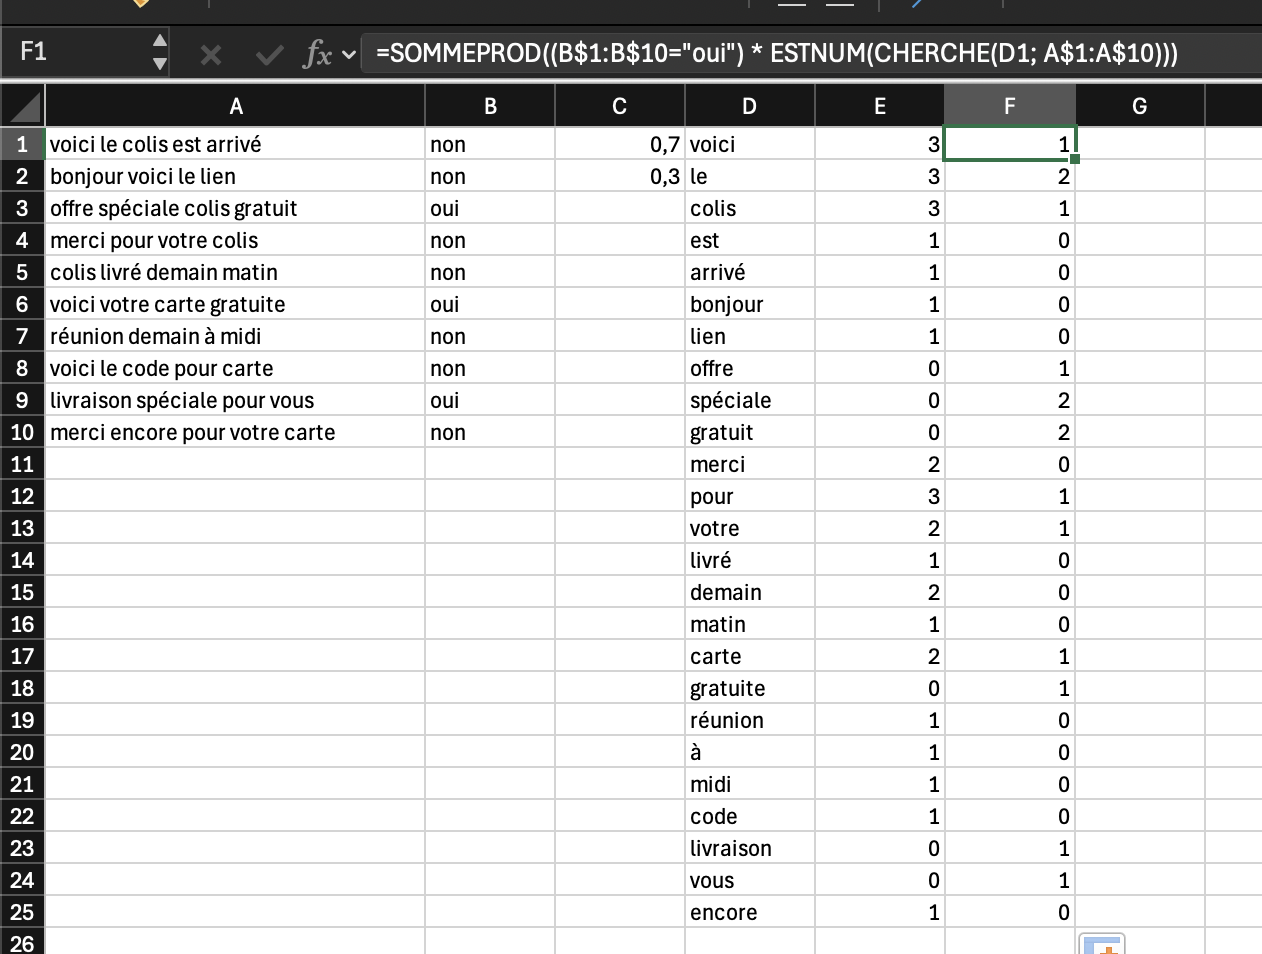 F1 fx =SOMMEPROD((B$1:B$10="oui") * ESTNUM(CHERCHE(D1; A$1:A$10)))
A B C D E F G
1 voici le colis est arrivé non 0,7 voici 3 1
2 bonjour voici le lien non 0,3 le 3 2
3 offre spéciale colis gratuit oui colis 3 1
4 merci pour votre colis non est 1 0
5 colis livré demain matin non arrivé 1 0
6 voici votre carte gratuite oui bonjour 1 0
7 réunion demain à midi non lien 1 0
8 voici le code pour carte non offre 0 1
9 livraison spéciale pour vous oui spéciale 0 2
10 merci encore pour votre carte non gratuit 0 2
11 merci 2 0
12 pour 3 1
13 votre 2 1
14 livré 1 0
15 demain 2 0
16 matin 1 0
17 carte 2 1
18 gratuite 0 1
19 réunion 1 0
20 à 1 0
21 midi 1 0
22 code 1 0
23 livraison 0 1
24 vous 0 1
25 encore 1 0
26